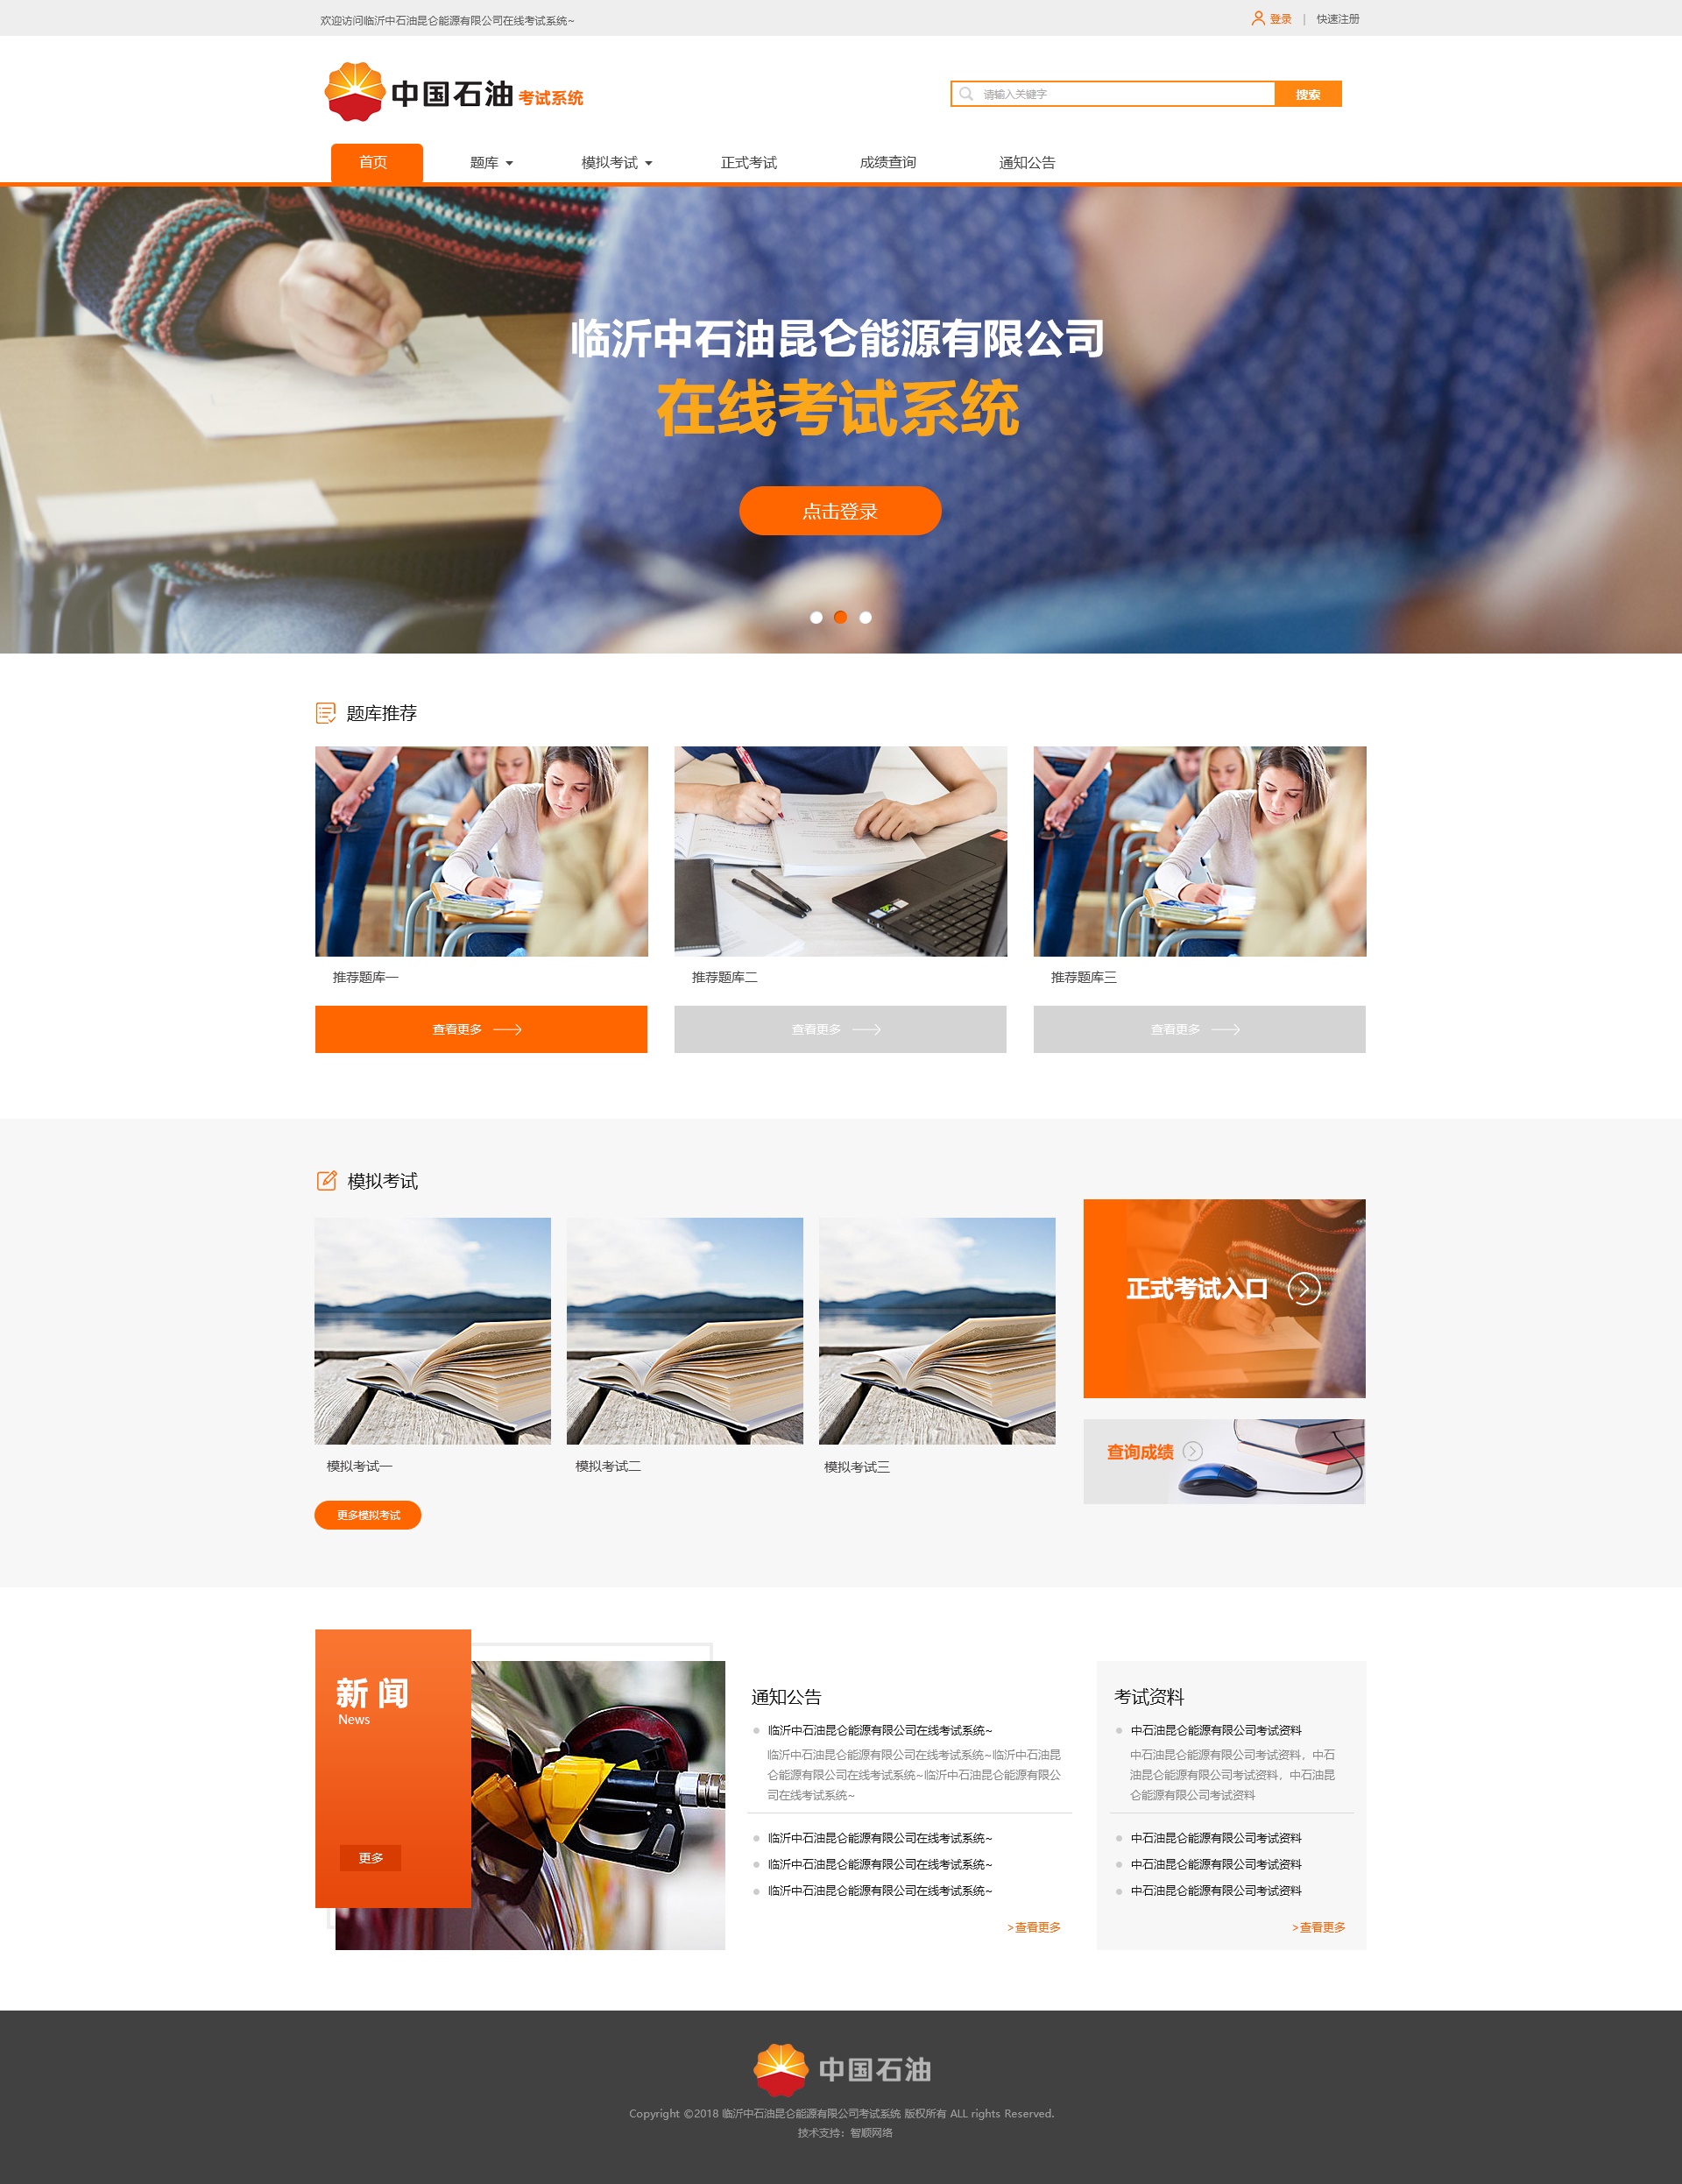 欢迎访问临沂中石油昆仑能源有限公司在线考试系统~
登录 | 快速注册
中国石油 考试系统
请输入关键字 搜索
首页 题库 模拟考试 正式考试 成绩查询 通知公告
临沂中石油昆仑能源有限公司
在线考试系统
点击登录
题库推荐
推荐题库一 推荐题库二 推荐题库三
查看更多 查看更多 查看更多
模拟考试
正式考试入口
查询成绩
模拟考试一 模拟考试二 模拟考试三
更多模拟考试
新闻
News
更多
通知公告
临沂中石油昆仑能源有限公司在线考试系统~
临沂中石油昆仑能源有限公司在线考试系统~临沂中石油昆
仑能源有限公司在线考试系统~临沂中石油昆仑能源有限公
司在线考试系统~
临沂中石油昆仑能源有限公司在线考试系统~
临沂中石油昆仑能源有限公司在线考试系统~
临沂中石油昆仑能源有限公司在线考试系统~
>查看更多
考试资料
中石油昆仑能源有限公司考试资料
中石油昆仑能源有限公司考试资料，中石
油昆仑能源有限公司考试资料，中石油昆
仑能源有限公司考试资料
中石油昆仑能源有限公司考试资料
中石油昆仑能源有限公司考试资料
中石油昆仑能源有限公司考试资料
>查看更多
中国石油
Copyright ©2018 临沂中石油昆仑能源有限公司考试系统 版权所有 ALL rights Reserved.
技术支持：智顺网络